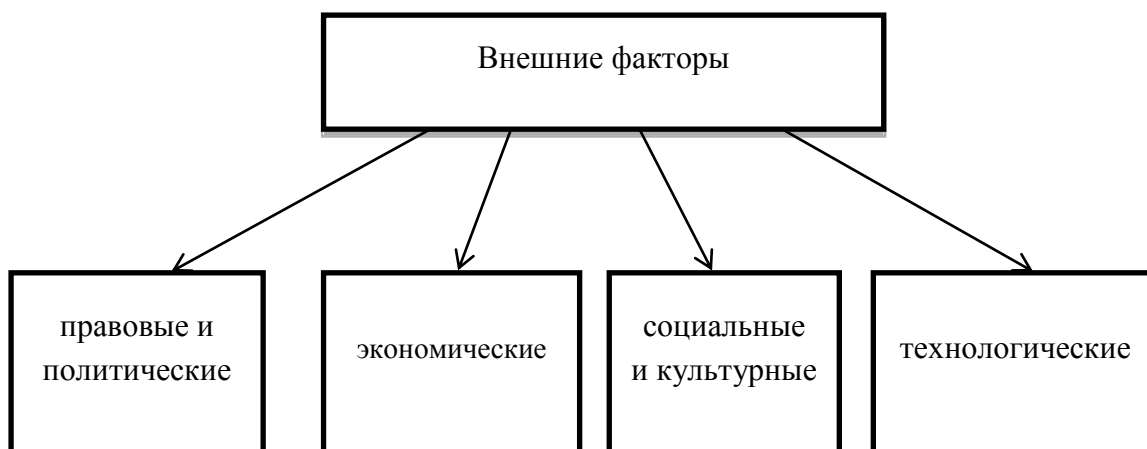 Внешние факторы
правовые и
политические
экономические
социальные
и культурные
технологические